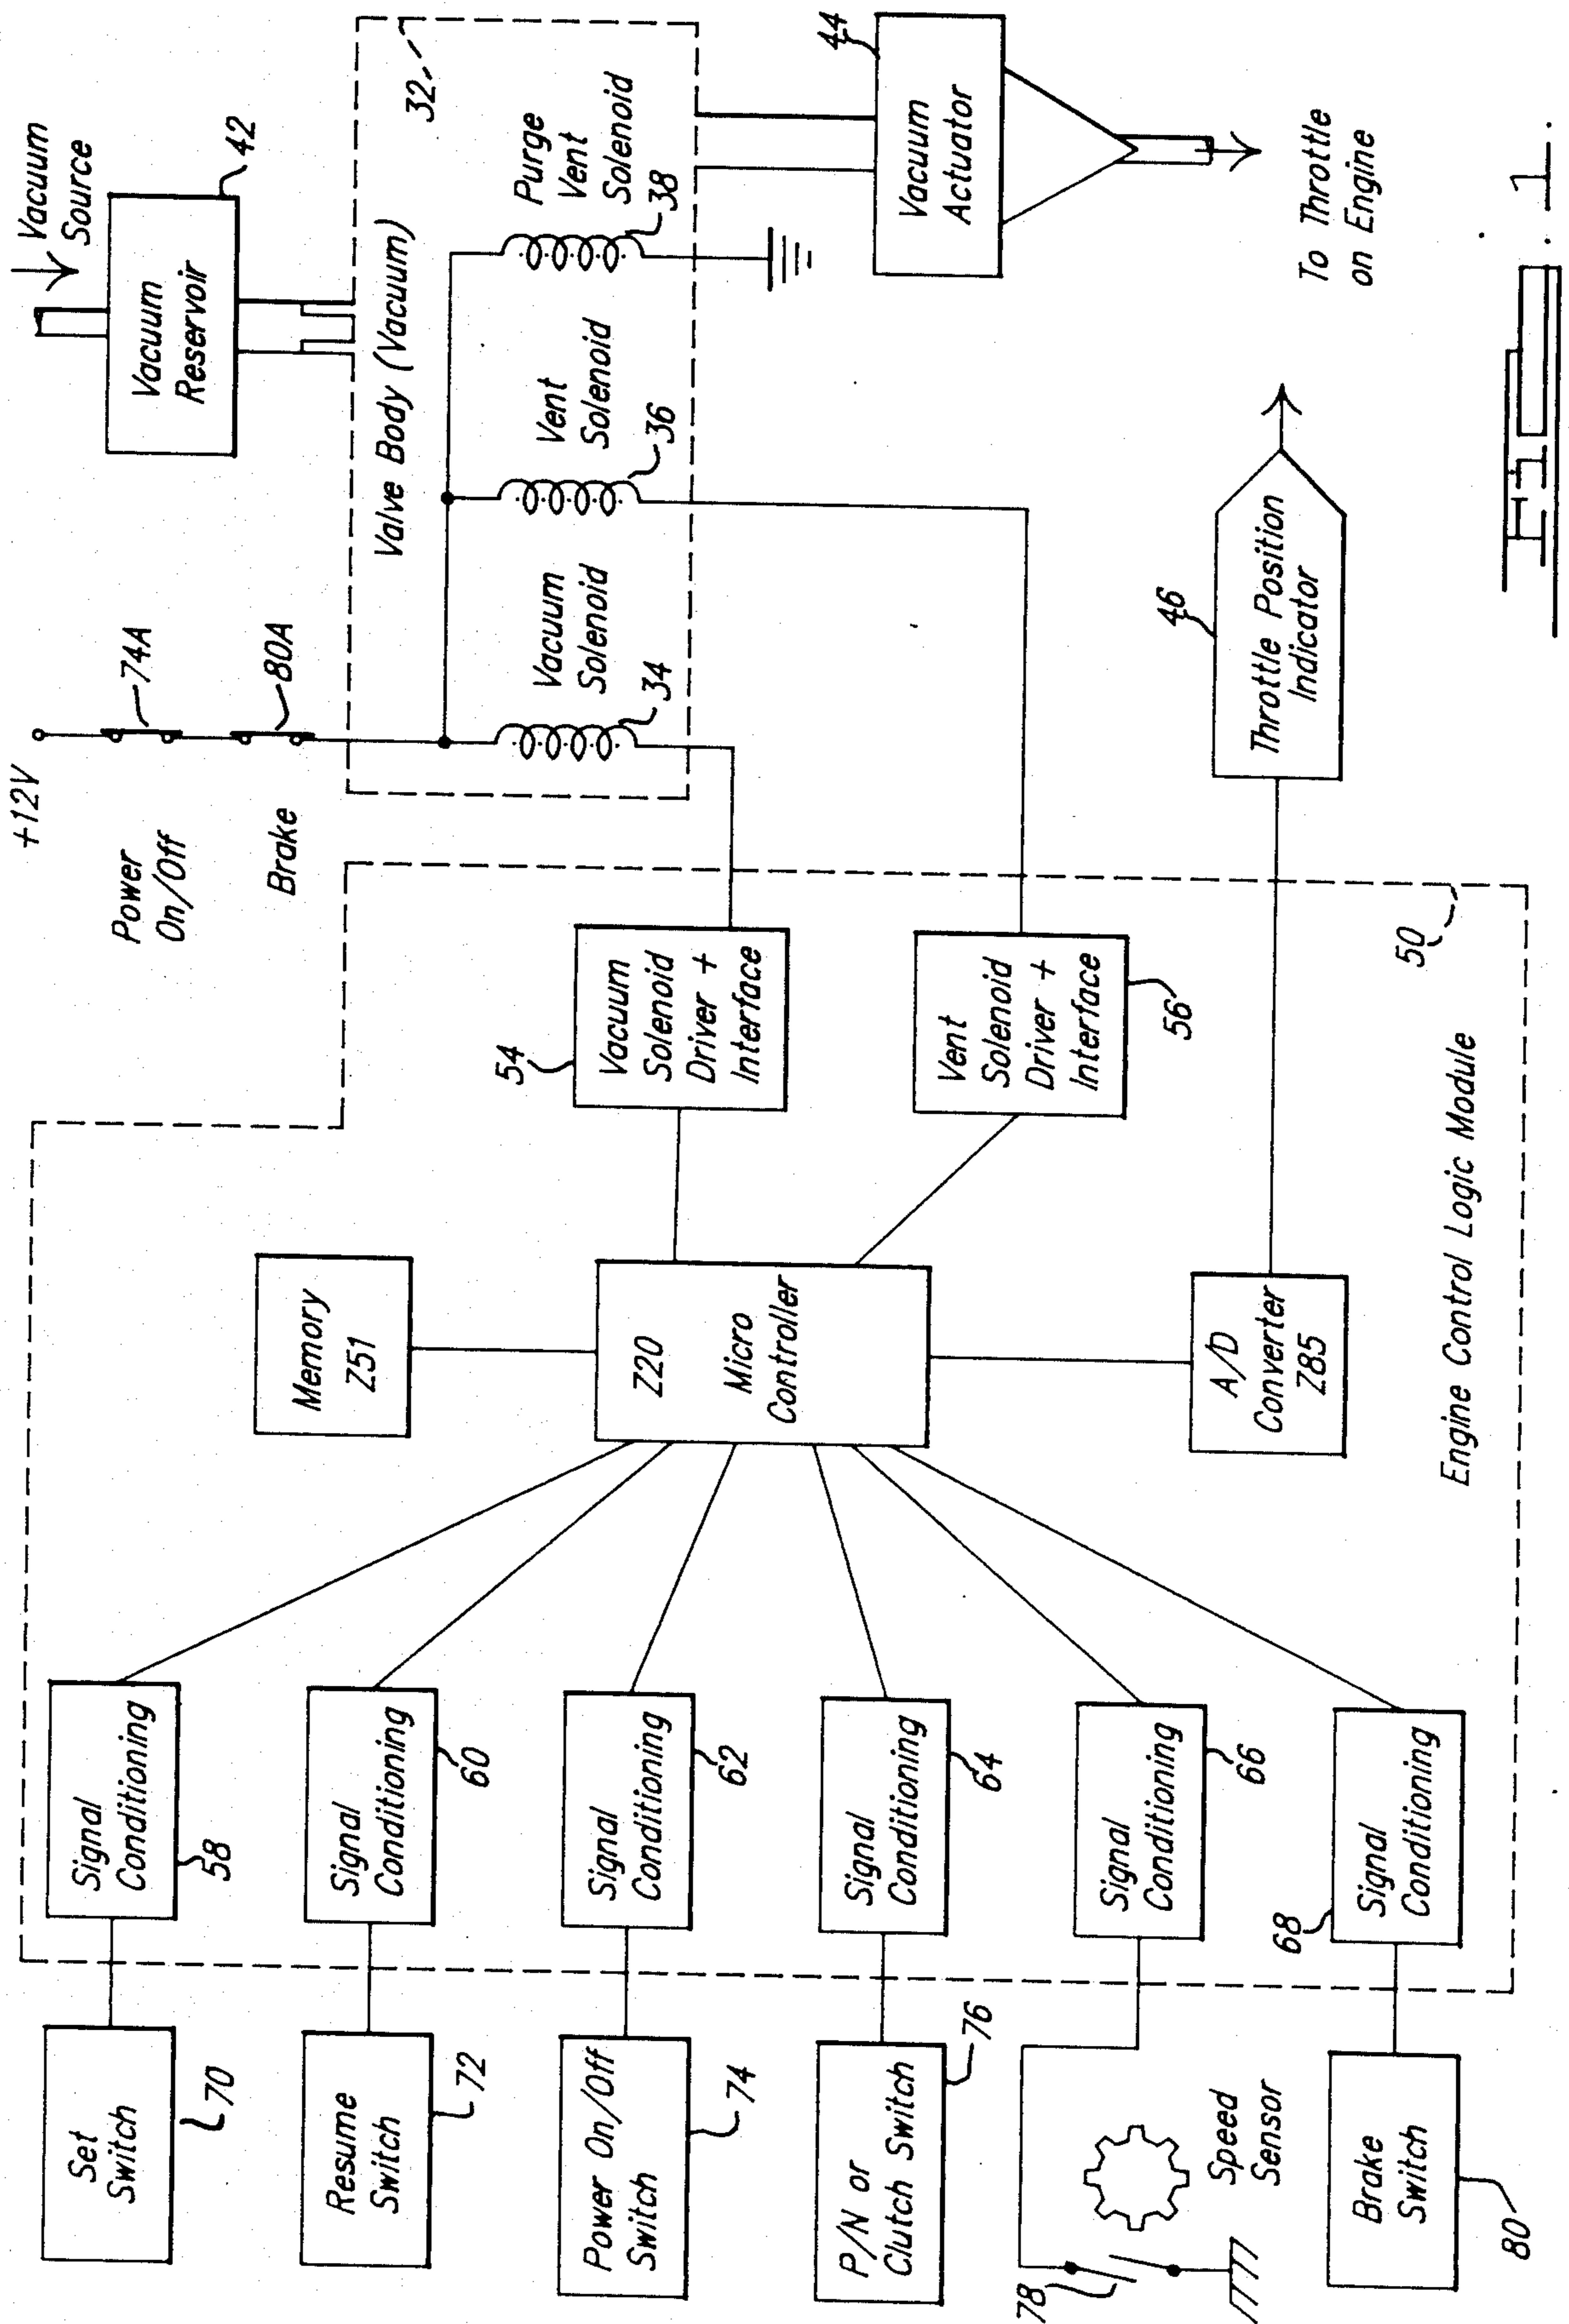 +12V
Power
On/Off
74A
Brake
80A
Vacuum
Source
Vacuum
Reservoir
42
32
Valve Body (Vacuum)
Vacuum
Solenoid
34
Vent
Solenoid
36
Purge
Vent
Solenoid
38
44
Vacuum
Actuator
To Throttle
on Engine
46
Throttle Position
Indicator
Set
Switch
70
Signal
Conditioning
58
Resume
Switch
72
Signal
Conditioning
60
Power On/Off
Switch
74
Signal
Conditioning
62
P/N or
Clutch Switch
76
Signal
Conditioning
64
78
Speed
Sensor
Signal
Conditioning
66
Brake
Switch
80
Signal
Conditioning
68
Memory
Z51
Z20
Micro
Controller
A/D
Converter
Z85
54
Vacuum
Solenoid
Driver +
Interface
Vent
Solenoid
Driver +
Interface
56
50
Engine Control Logic Module
Fig. 1.